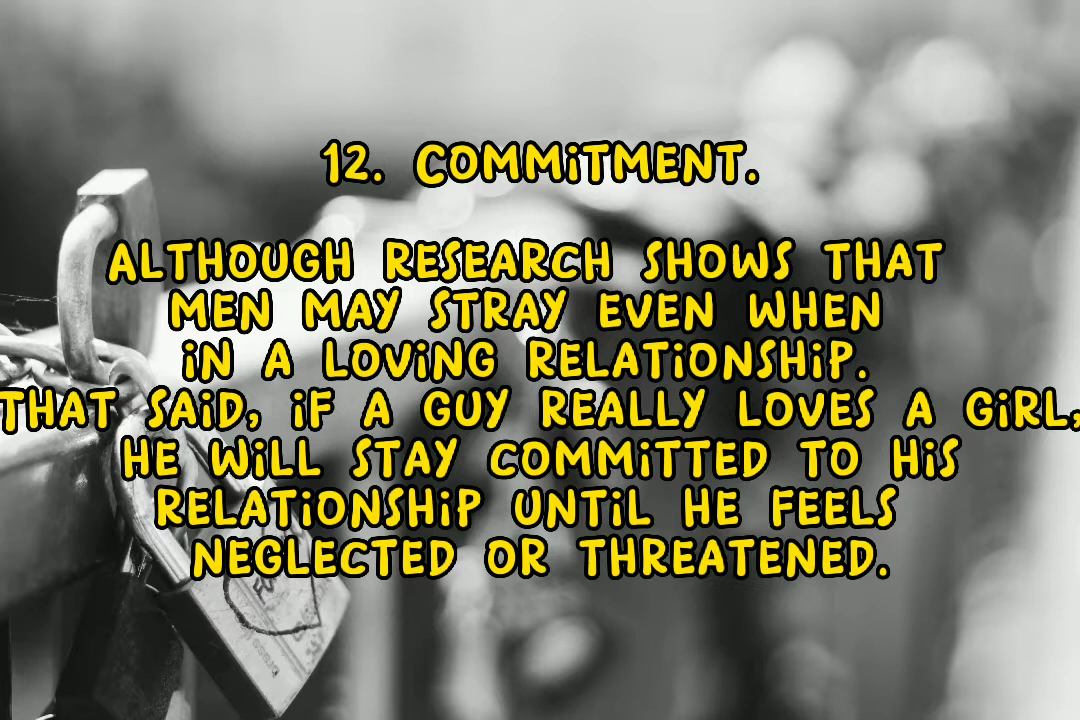 12. COMMITMENT.
ALTHOUGH RESEARCH SHOWS THAT
MEN MAY STRAY EVEN WHEN
IN A LOVING RELATIONSHIP.
THAT SAID, IF A GUY REALLY LOVES A GIRL,
HE WILL STAY COMMITTED TO HIS
RELATIONSHIP UNTIL HE FEELS
NEGLECTED OR THREATENED.